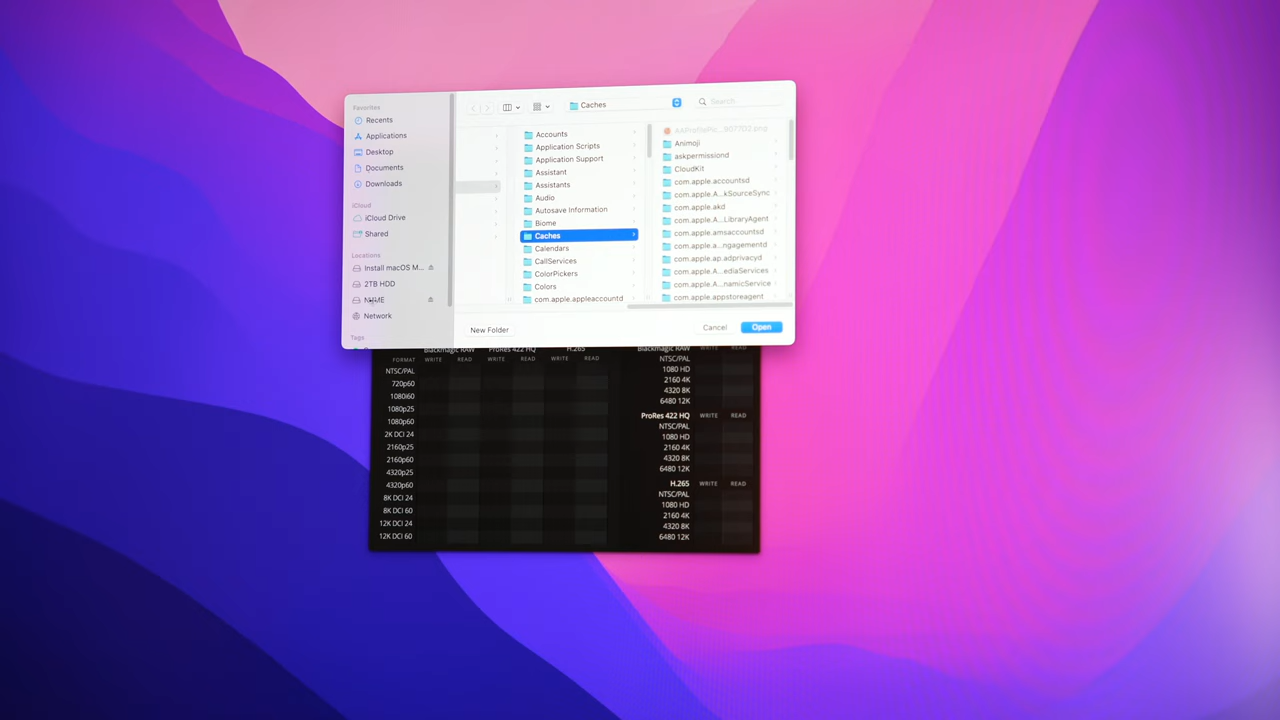 Favorites
Recents
Applications
Desktop
Documents
Downloads
iCloud
iCloud Drive
Shared
Locations
Install macOS M...
2TB HDD
Network
Tags
Caches
Search
Accounts
Application Scripts
Application Support
Assistant
Assistants
Audio
Autosave Information
Biome
Caches
Calendars
CallServices
ColorPickers
Colors
com.apple.appleaccountd
Animoji
askpermissiond
CloudKit
com.apple.accountsd
com.apple.A...kSourceSync
com.apple.akd
com.apple.A...LibraryAgent
com.apple.amsaccountsd
com.apple.a...ngagementd
com.apple.ap.adprivacyd
com.apple.A...ediaServices
com.apple.A...namicService
com.apple.appstoreagent
New Folder
Cancel
Open
Blackmagic RAW ProRes 422 HQ H.265
FORMAT WRITE READ WRITE READ WRITE READ
NTSC/PAL
720p60
1080i60
1080p25
1080p60
2K DCI 24
2160p25
2160p60
4320p25
4320p60
8K DCI 24
8K DCI 60
12K DCI 24
12K DCI 60
Blackmagic RAW WRITE READ
NTSC/PAL
1080 HD
2160 4K
4320 8K
6480 12K
ProRes 422 HQ WRITE READ
NTSC/PAL
1080 HD
2160 4K
4320 8K
6480 12K
H.265 WRITE READ
NTSC/PAL
1080 HD
2160 4K
4320 8K
6480 12K